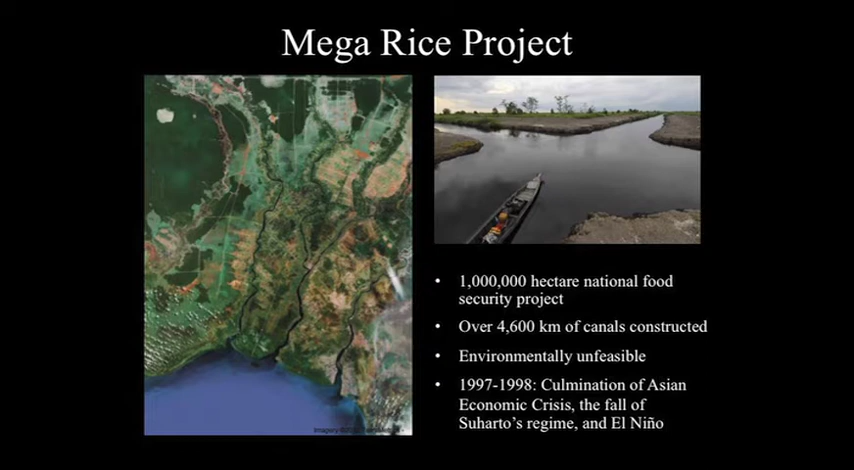 Mega Rice Project
• 1,000,000 hectare national food
security project
• Over 4,600 km of canals constructed
• Environmentally unfeasible
• 1997-1998: Culmination of Asian
Economic Crisis, the fall of
Suharto's regime, and El Niño
Imagery